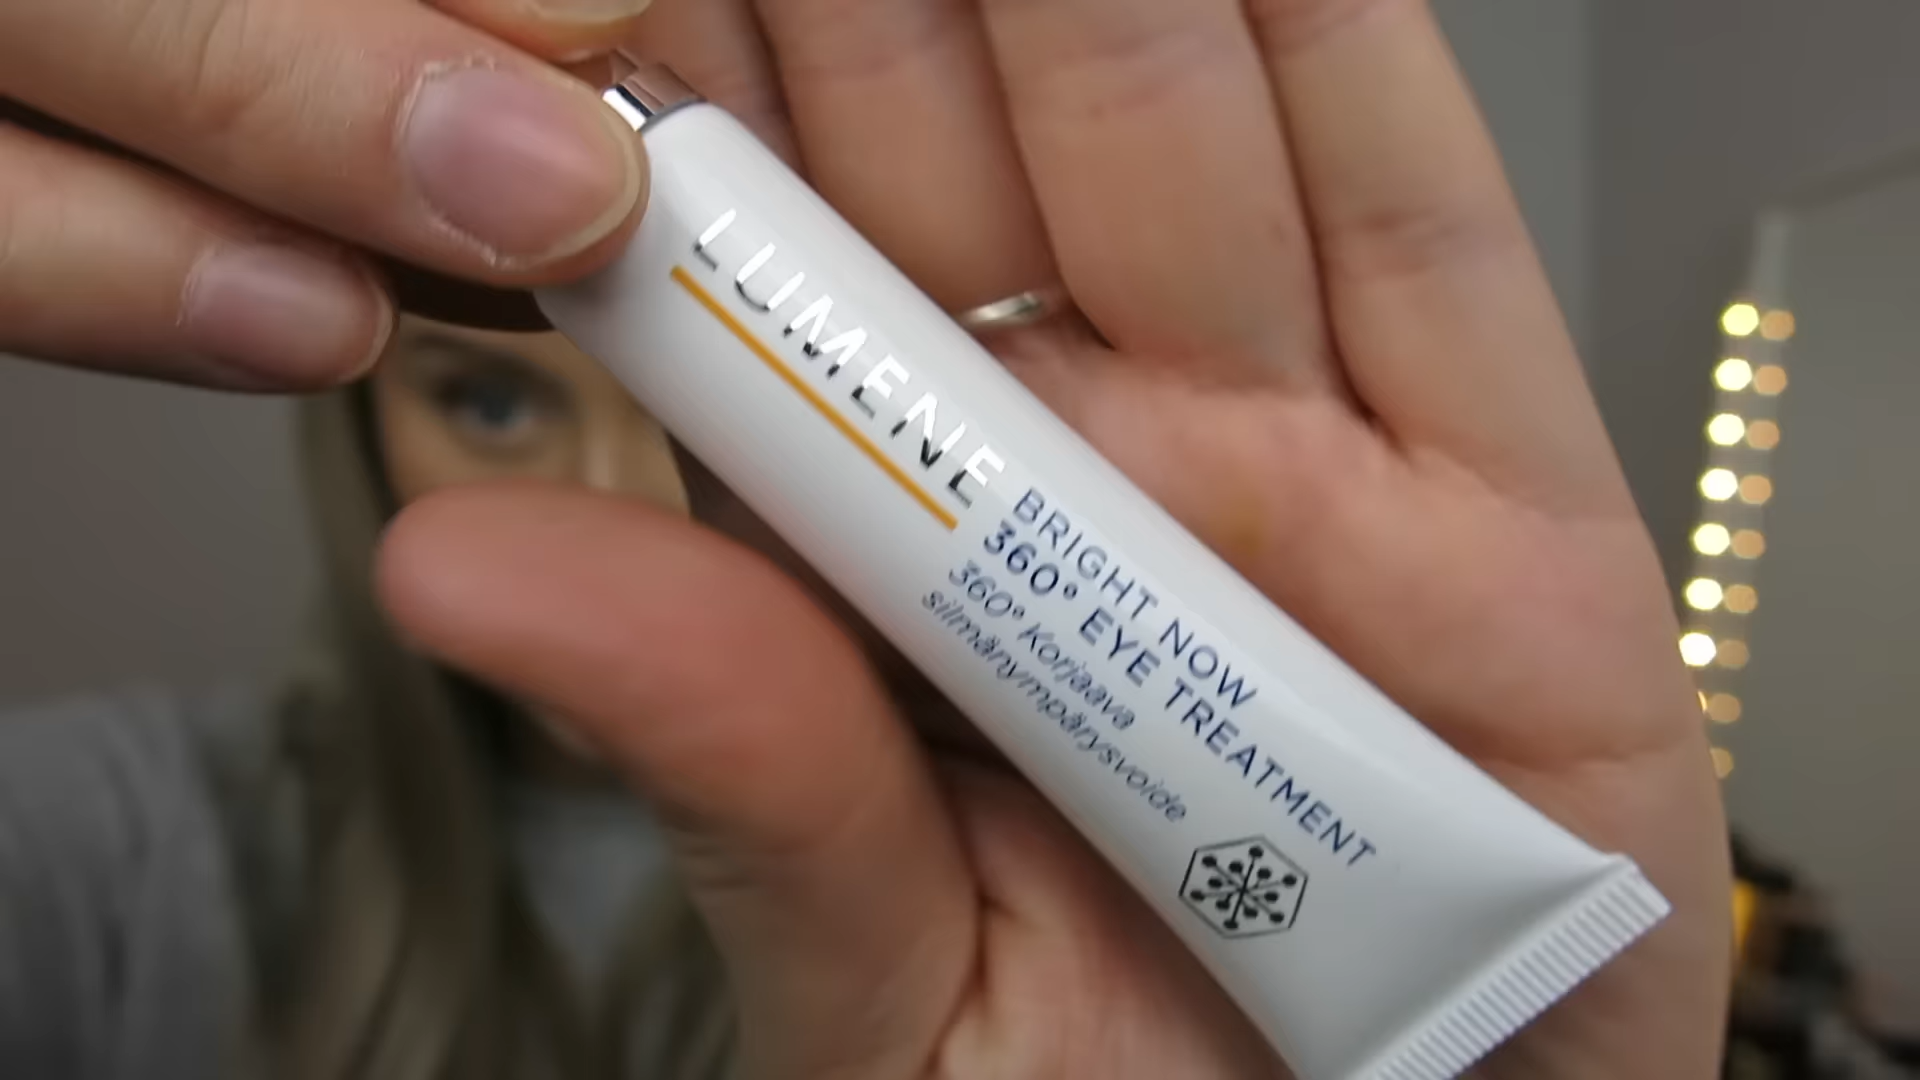 LUMENE
BRIGHT NOW
360° EYE TREATMENT
360° Korjaava
silmänympärysvoide